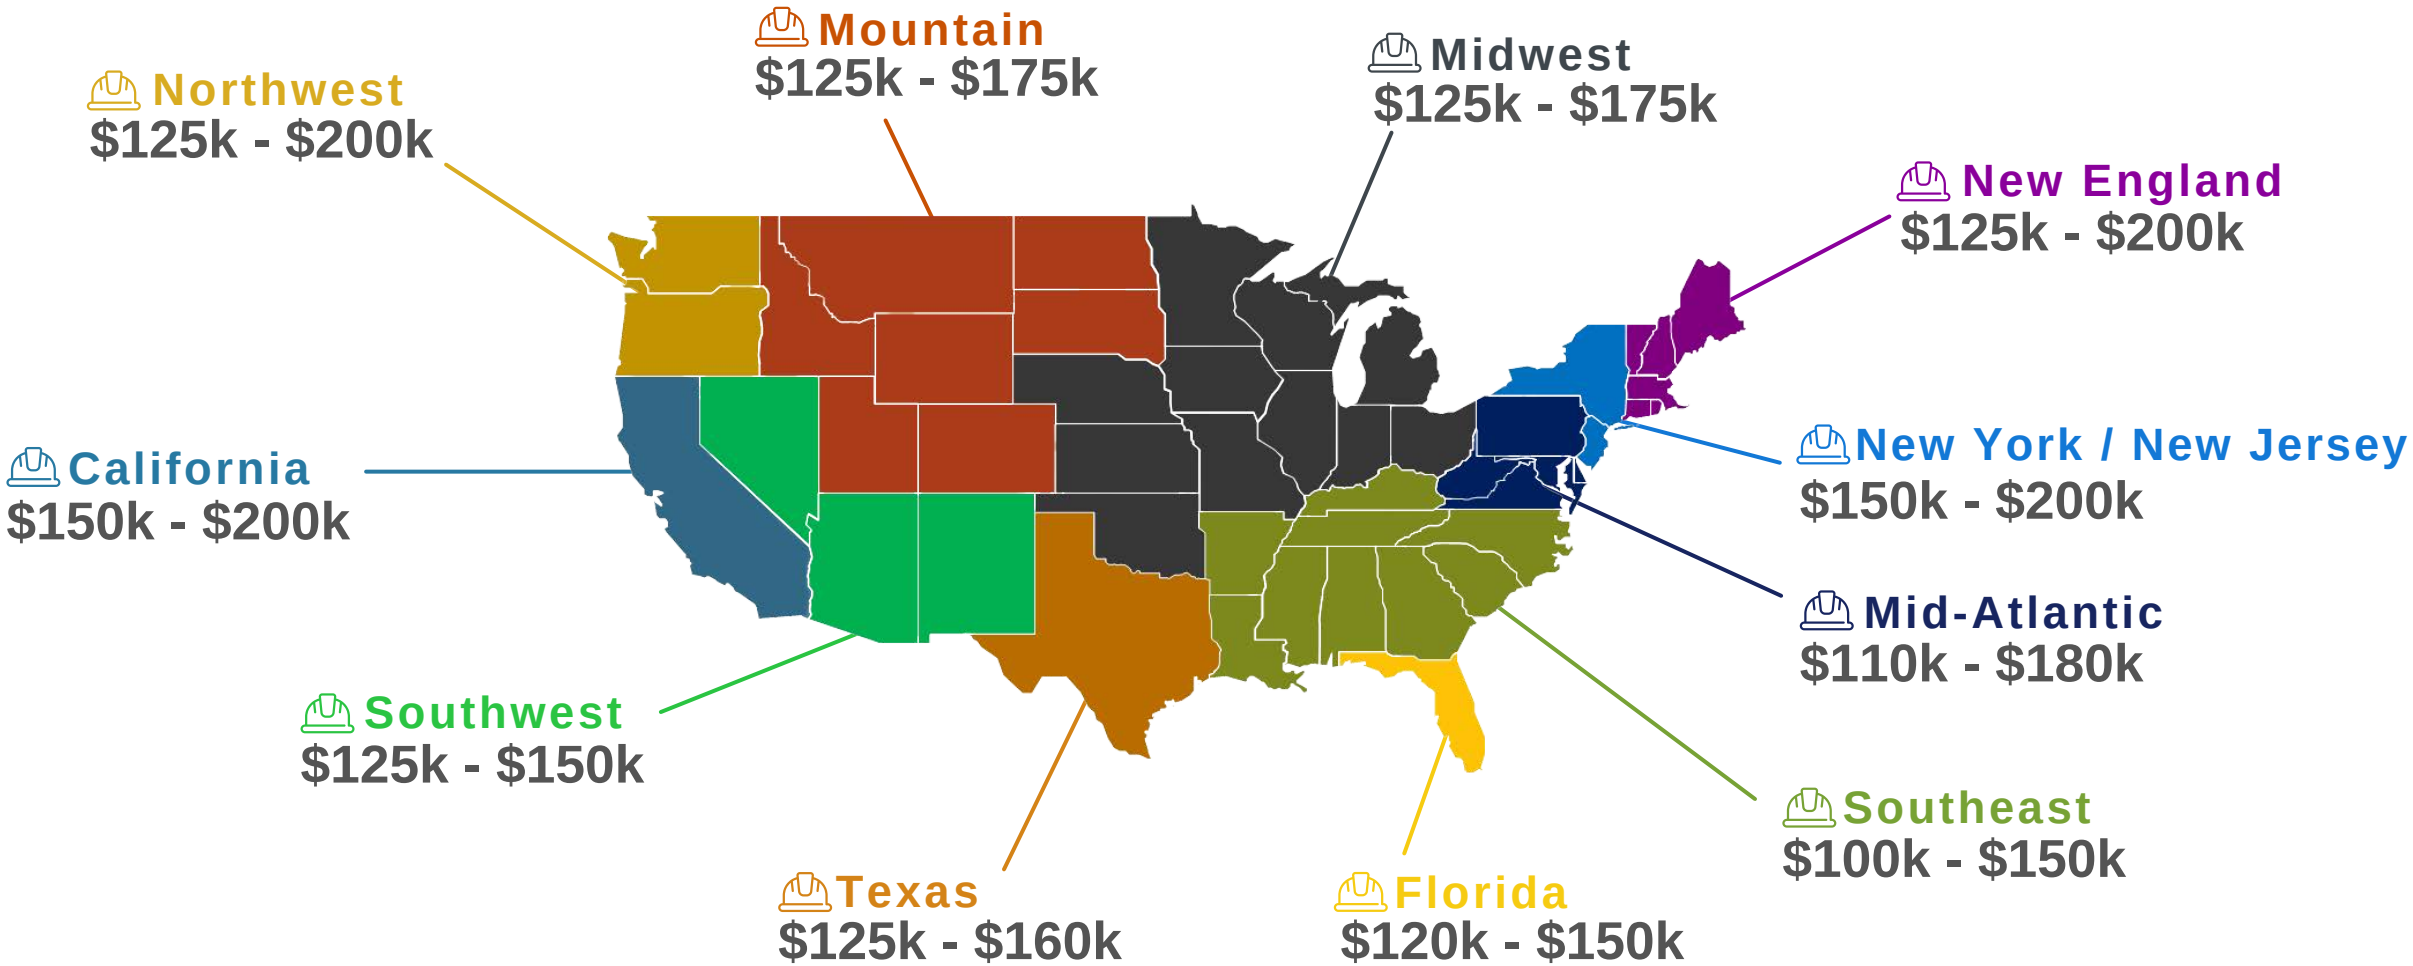 Mountain
$125k - $175k
Midwest
$125k - $175k
Northwest
$125k - $200k
New England
$125k - $200k
California
$150k - $200k
New York / New Jersey
$150k - $200k
Mid-Atlantic
$110k - $180k
Southwest
$125k - $150k
Southeast
$100k - $150k
Texas
$125k - $160k
Florida
$120k - $150k